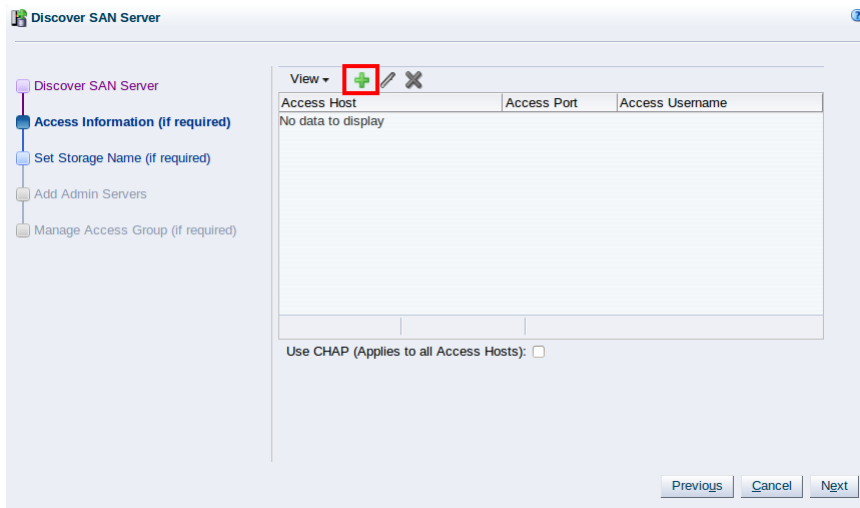 Discover SAN Server
Discover SAN Server
Access Information (if required)
Set Storage Name (if required)
Add Admin Servers
Manage Access Group (if required)
View
Access Host Access Port Access Username
No data to display
Use CHAP (Applies to all Access Hosts):
Previous Cancel Next